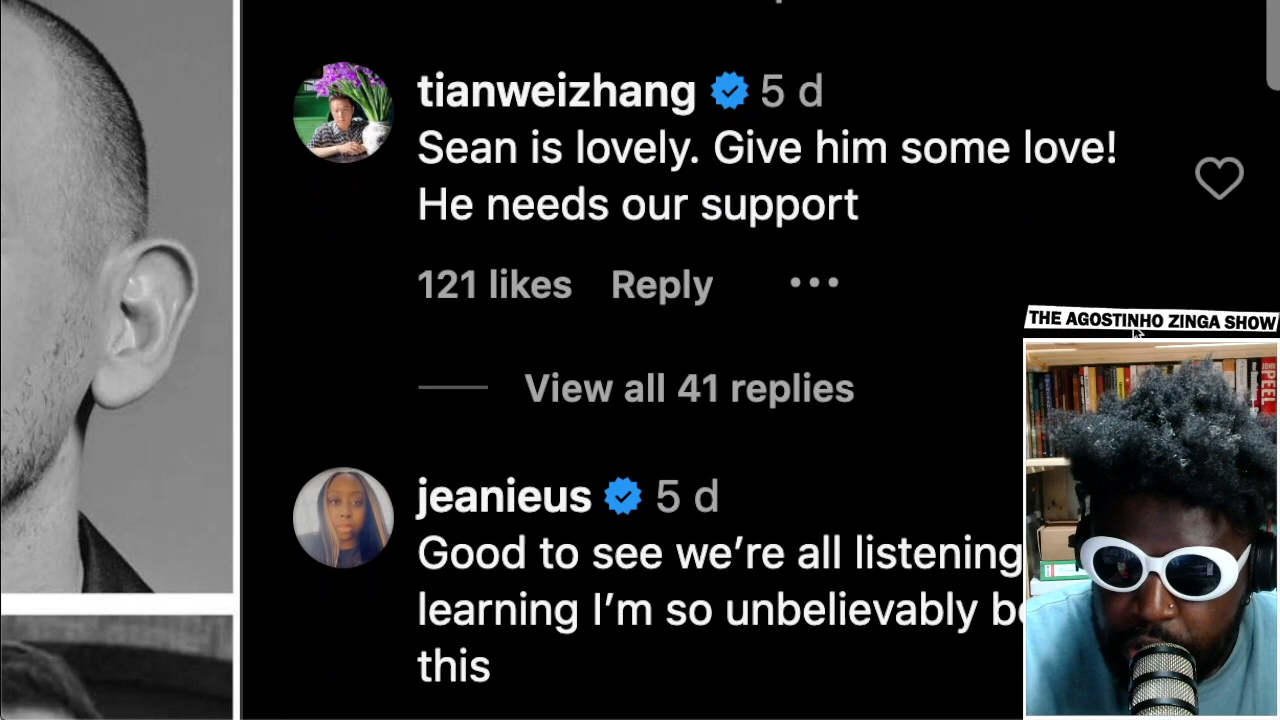 tianweizhang 5 d
Sean is lovely. Give him some love!
He needs our support
121 likes Reply •••
View all 41 replies
THE AGOSTINHO ZINGA SHOW
PEEL
jeanieus 5 d
Good to see we’re all listening
learning I’m so unbelievably
this